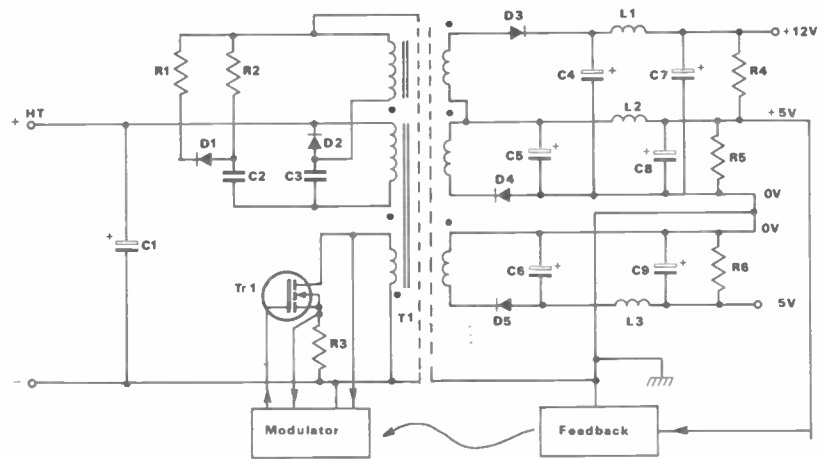 D3
L1
+12V
R1
R2
C4
+
C7
+
R4
+ HT
L2
+5V
D1
D2
C5
+
C8
+
R5
C2
C3
D4
0V
0V
+
C1
Tr 1
C6
+
C9
+
R6
T1
D5
L3
5V
R3
-
Modulator
Feedback